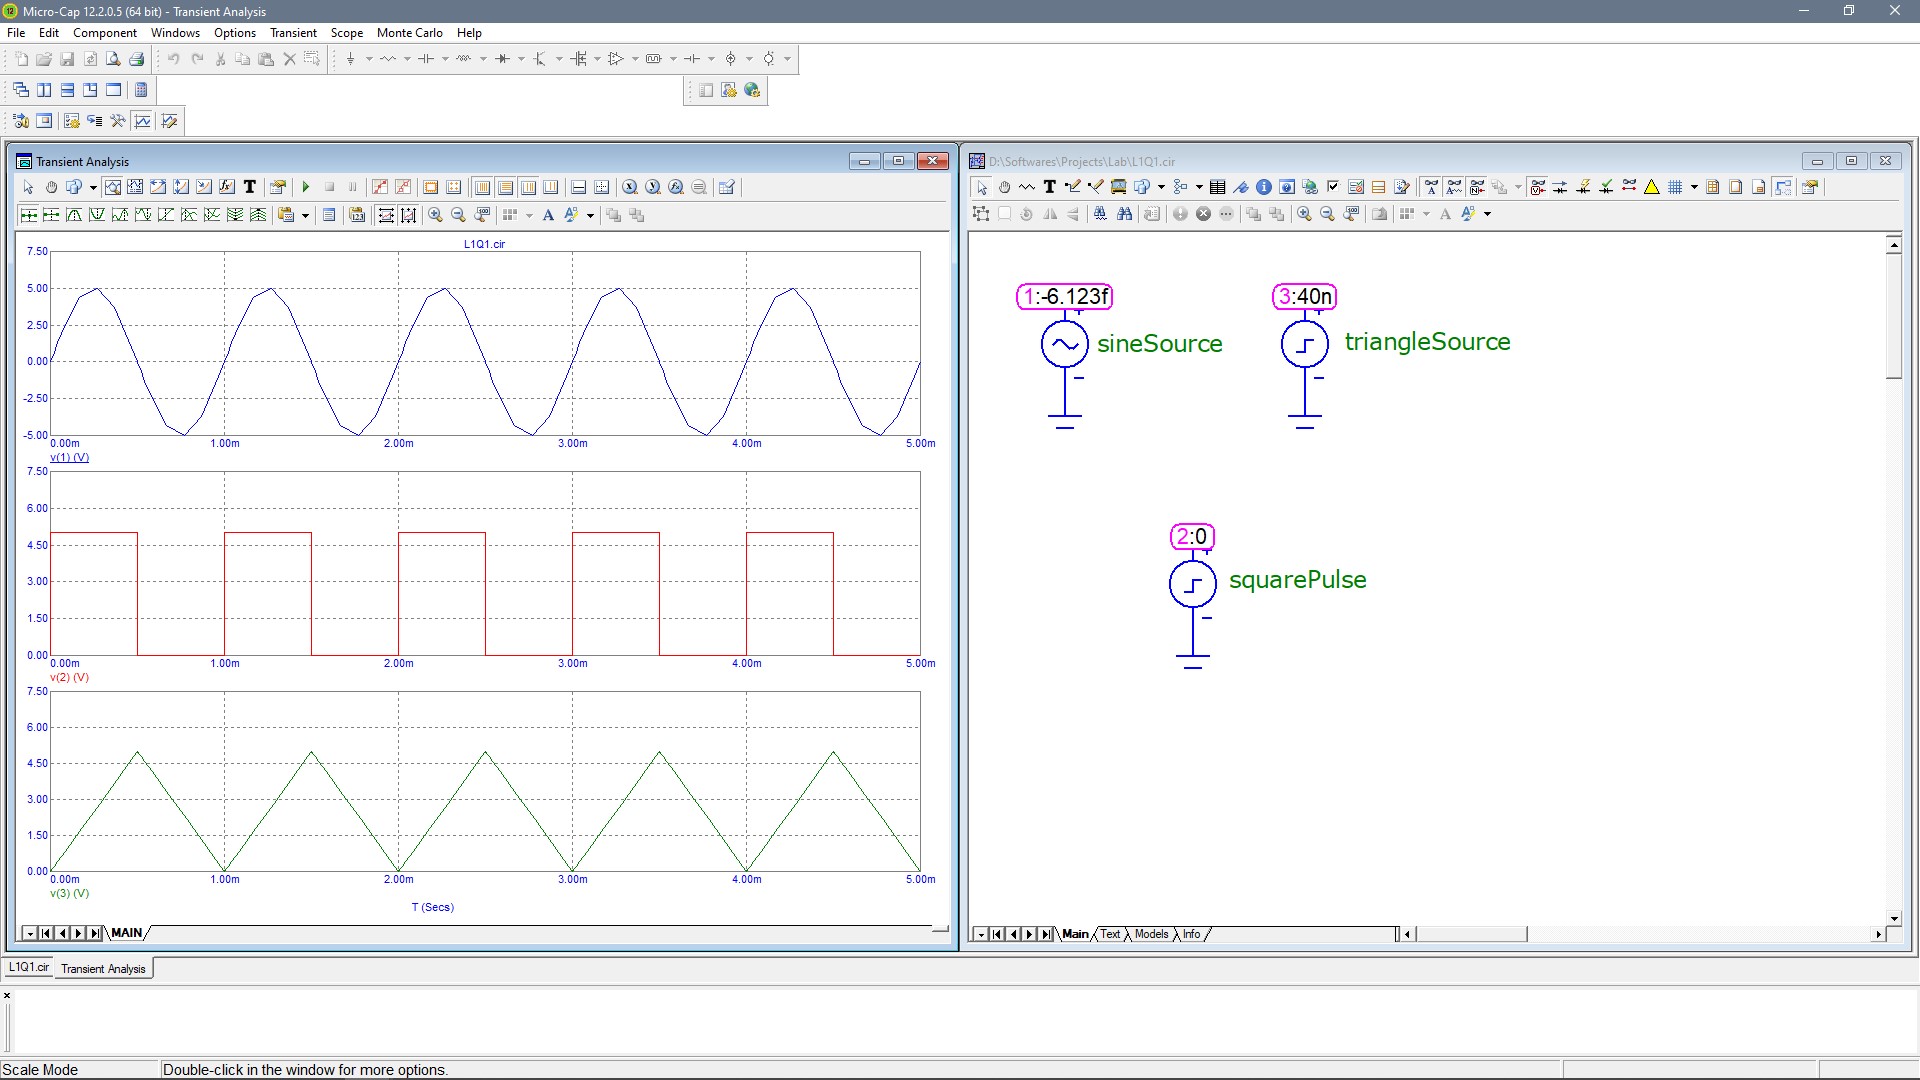 Micro-Cap 12.2.0.5 (64 bit) - Transient Analysis
File Edit Component Windows Options Transient Scope Monte Carlo Help
Transient Analysis
L1Q1.cir
7.50
5.00
2.50
0.00
-2.50
-5.00
0.00m 1.00m 2.00m 3.00m 4.00m 5.00m
v(1) (V)
7.50
6.00
4.50
3.00
1.50
0.00
0.00m 1.00m 2.00m 3.00m 4.00m 5.00m
v(2) (V)
7.50
6.00
4.50
3.00
1.50
0.00
0.00m 1.00m 2.00m 3.00m 4.00m 5.00m
v(3) (V)
T (Secs)
MAIN
D:\Softwares\Projects\Lab\L1Q1.cir
1:-6.123f
sineSource
3:40n
triangleSource
2:0
squarePulse
Main Text Models Info
L1Q1.cir Transient Analysis
Scale Mode Double-click in the window for more options.